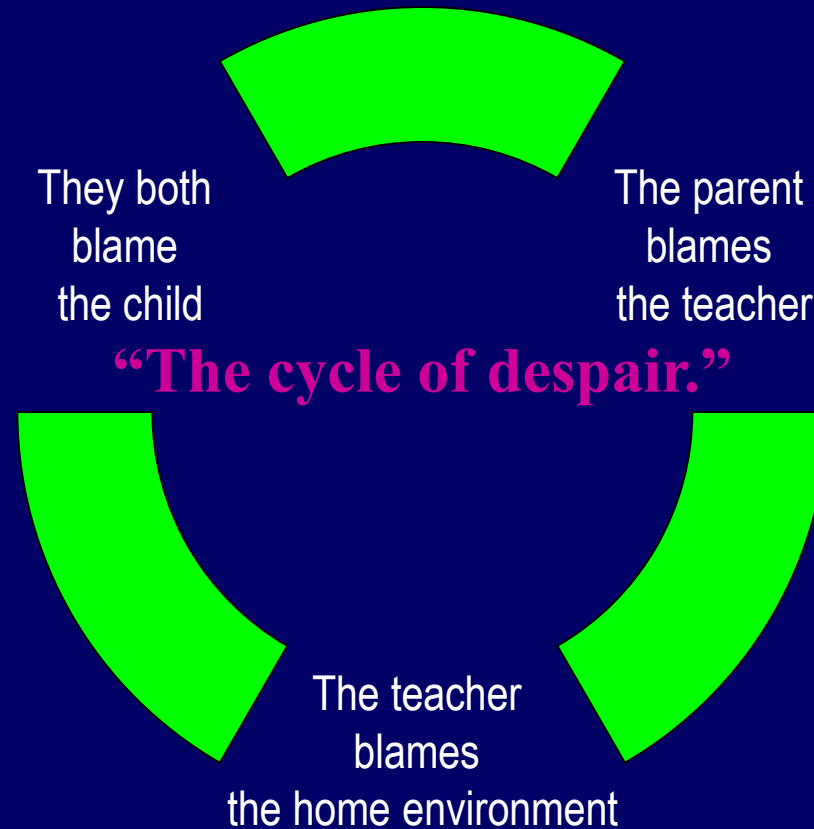 They both
blame
the child
The parent
blames
the teacher
“The cycle of despair.”
The teacher
blames
the home environment